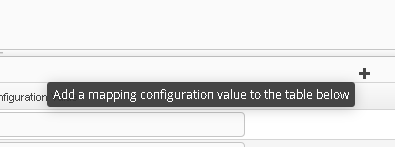 Add a mapping configuration value to the table below